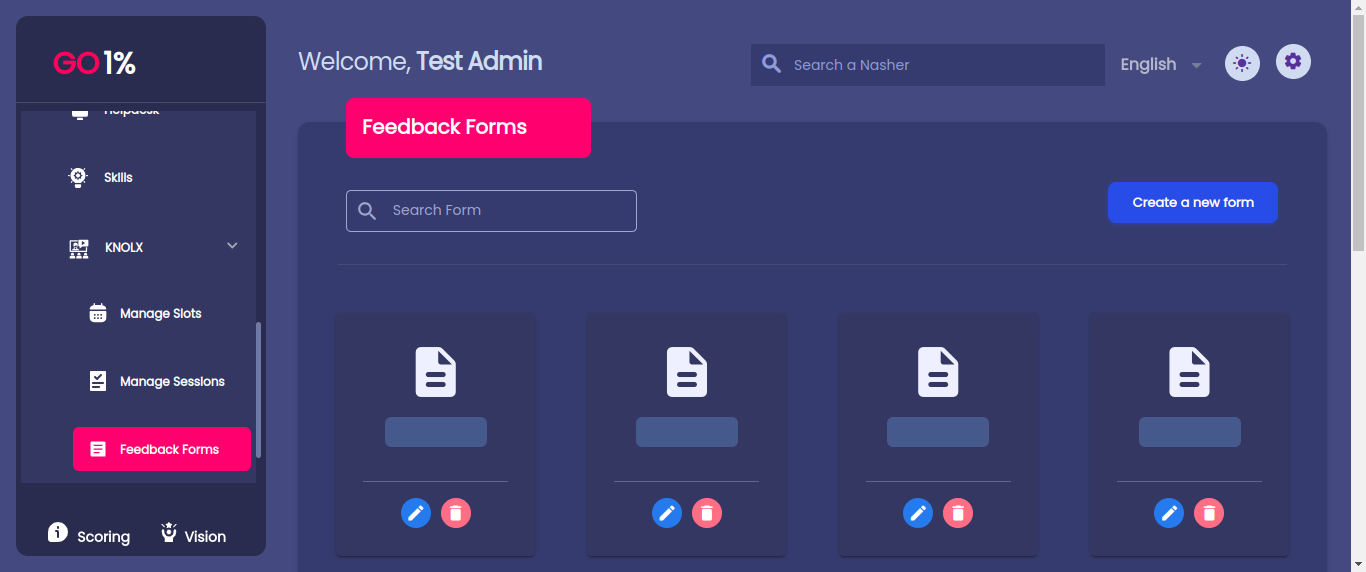 GO1%
Welcome, Test Admin
Search a Nasher
English
Helpdesk
Skills
KNOLX
Manage Slots
Manage Sessions
Feedback Forms
Scoring
Vision
Feedback Forms
Search Form
Create a new form